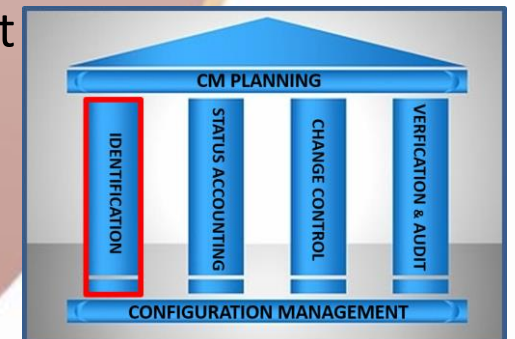 t
CM PLANNING
IDENTIFICATION
STATUS ACCOUNTING
CHANGE CONTROL
VERFICATION & AUDIT
CONFIGURATION MANAGEMENT